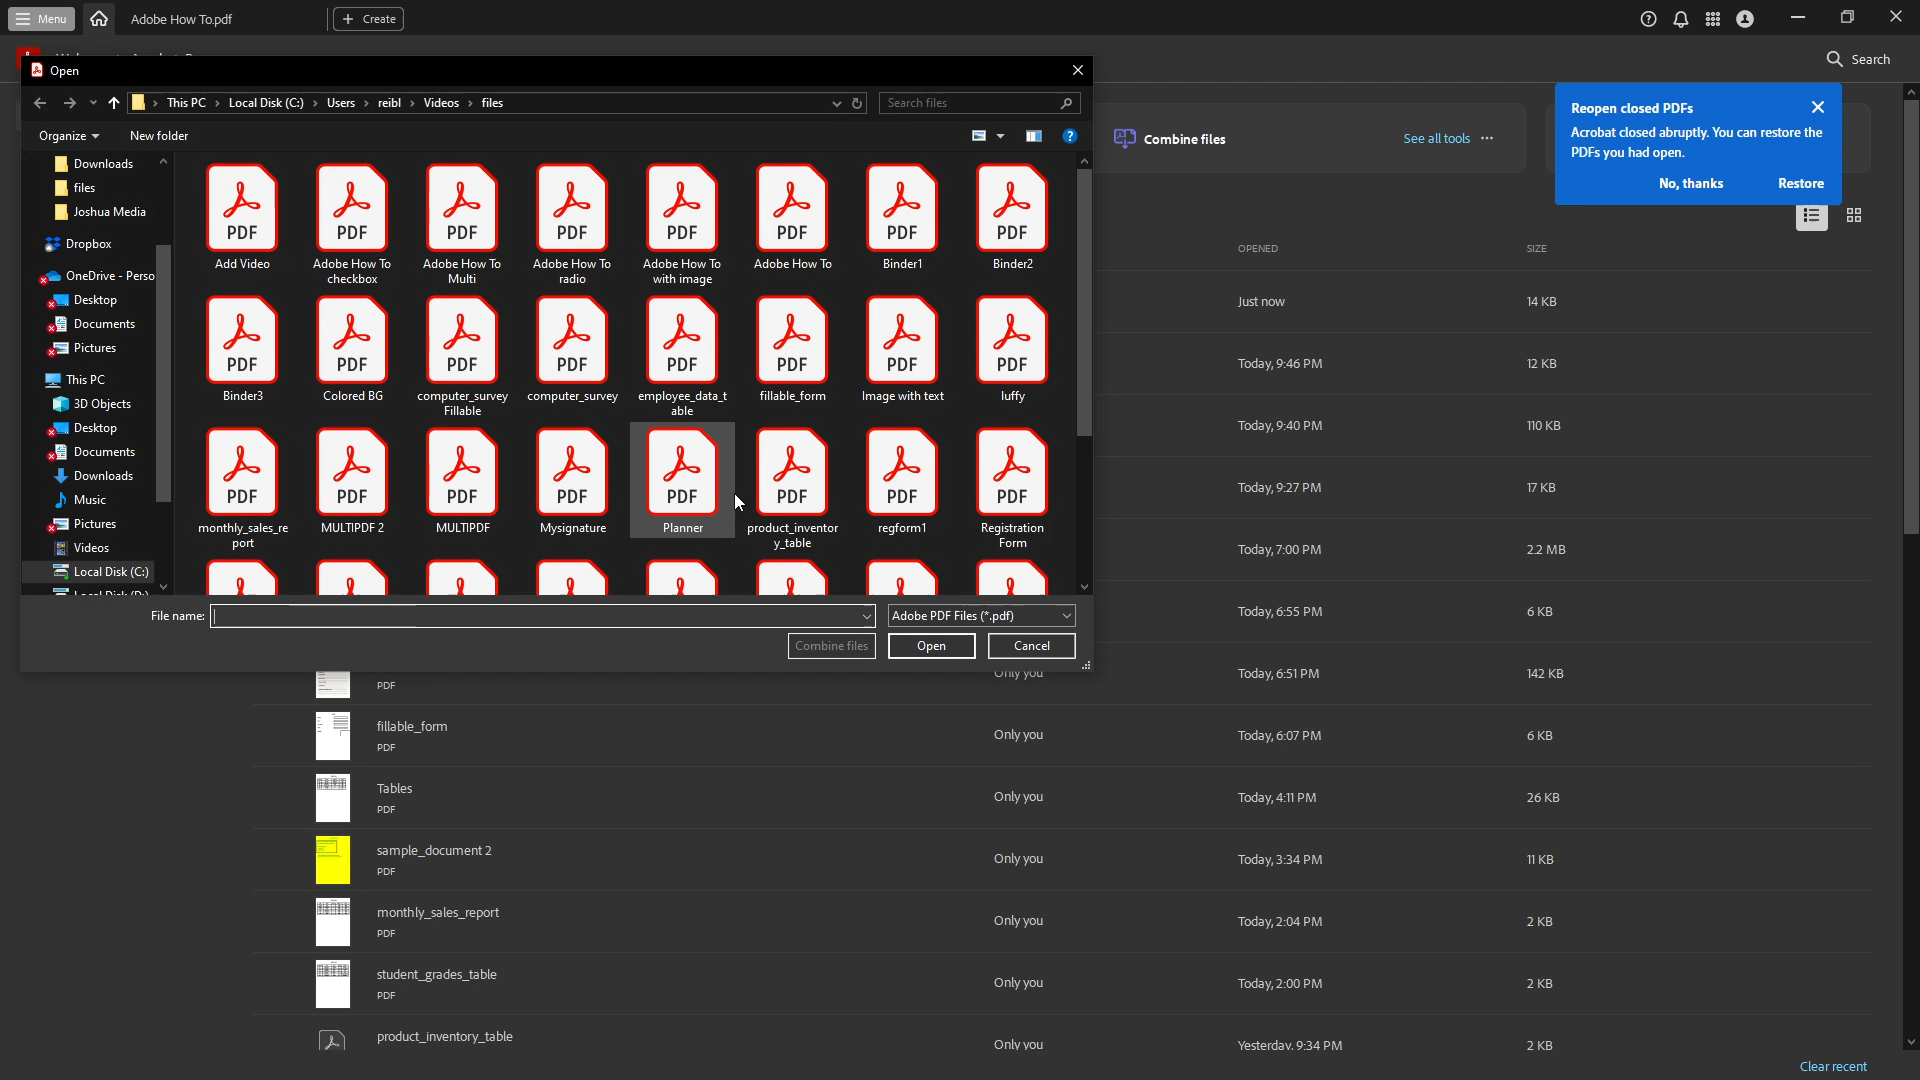 Menu
Adobe How To.pdf
Create
Search
Open
This PC
Local Disk (C:)
Users
reibl
Videos
files
Search files
Organize
New folder
Downloads
files
Joshua Media
Dropbox
OneDrive - Perso
Desktop
Documents
Pictures
This PC
3D Objects
Desktop
Documents
Downloads
Music
Pictures
Videos
Local Disk (C:)
PDF PDF PDF PDF PDF PDF PDF PDF
Add Video
Adobe How To
checkbox
Adobe How To
Multi
Adobe How To
radio
Adobe How To
with image
Adobe How To
Binder1
Binder2
PDF PDF PDF PDF PDF PDF PDF PDF
Binder3
Colored BG
computer_survey
Fillable
computer_survey
employee_data_t
able
fillable_form
Image with text
luffy
PDF PDF PDF PDF PDF PDF PDF PDF
monthly_sales_re
port
MULTIPDF 2
MULTIPDF
Mysignature
Planner
product_inventor
y_table
regform1
Registration
Form
File name:
Adobe PDF Files (*.pdf)
Combine files
Open
Cancel
Combine files
See all tools
Reopen closed PDFs
Acrobat closed abruptly. You can restore the
PDFs you had open.
No, thanks
Restore
OPENED SIZE
Just now 14 KB
Today, 9:46 PM 12 KB
Today, 9:40 PM 110 KB
Today, 9:27 PM 17 KB
Today, 7:00 PM 2.2 MB
Today, 6:55 PM 6 KB
Only you Today, 6:51 PM 142 KB
PDF
fillable_form
PDF
Only you Today, 6:07 PM 6 KB
Tables
PDF
Only you Today, 4:11 PM 26 KB
sample_document 2
PDF
Only you Today, 3:34 PM 11 KB
monthly_sales_report
PDF
Only you Today, 2:04 PM 2 KB
student_grades_table
PDF
Only you Today, 2:00 PM 2 KB
product_inventory_table
Only you Yesterday, 9:34 PM 2 KB
Clear recent